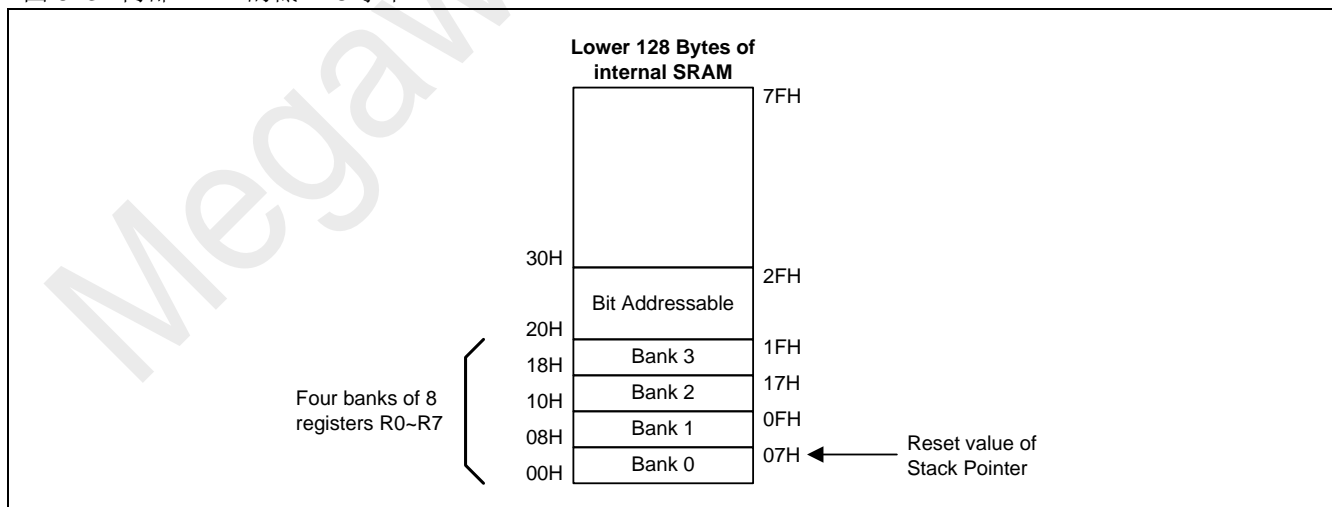 Lower 128 Bytes of
internal SRAM
7FH
30H
2FH
Bit Addressable
20H
1FH
Bank 3
18H
17H
Bank 2
10H
0FH
Bank 1
08H
07H
Bank 0
00H
Four banks of 8
registers R0~R7
Reset value of
Stack Pointer
Megaw